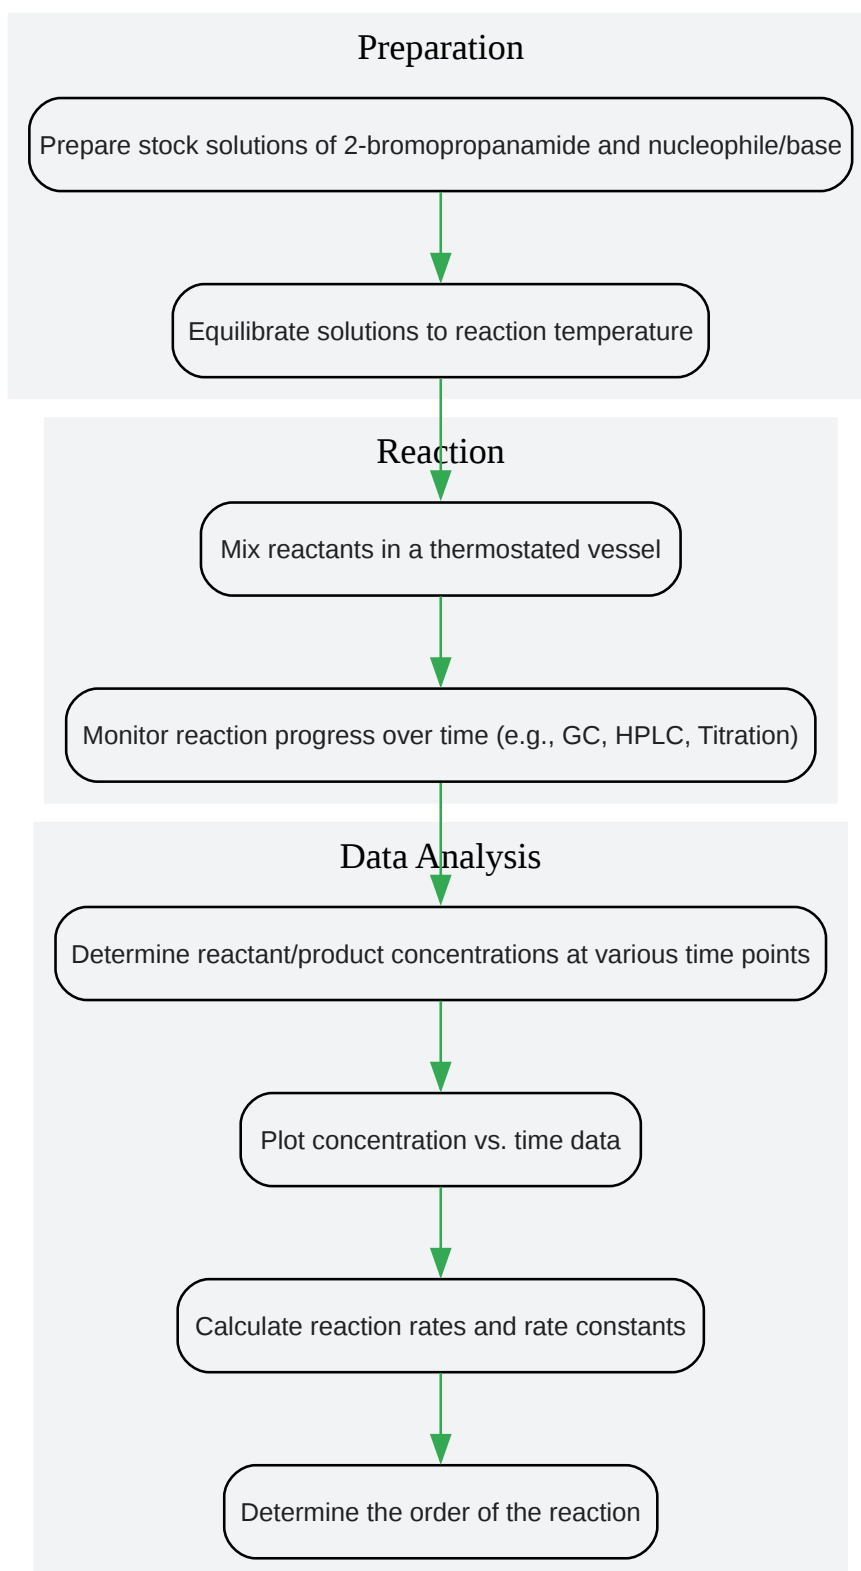 Preparation
Prepare stock solutions of 2-bromopropanamide and nucleophile/base
Equilibrate solutions to reaction temperature
Reaction
Mix reactants in a thermostated vessel
Monitor reaction progress over time (e.g., GC, HPLC, Titration)
Data Analysis
Determine reactant/product concentrations at various time points
Plot concentration vs. time data
Calculate reaction rates and rate constants
Determine the order of the reaction